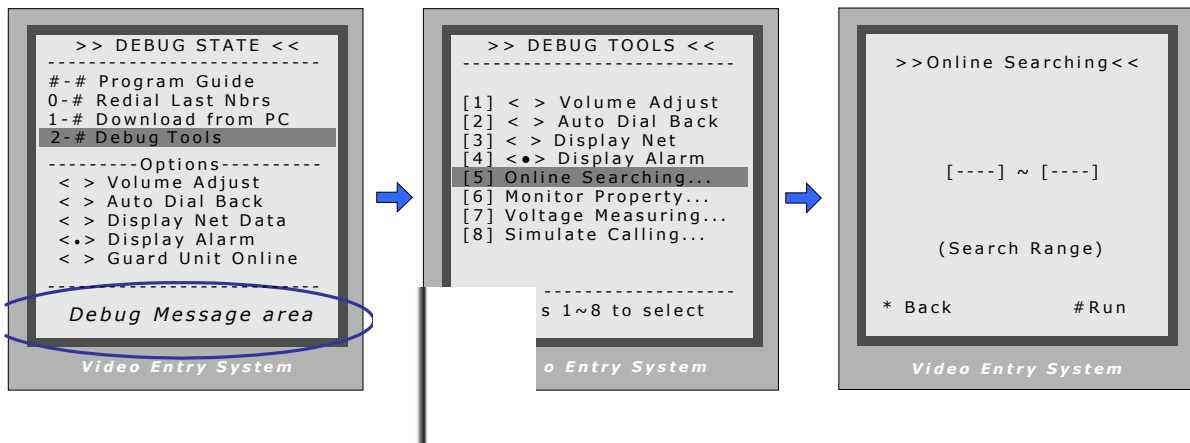 >> DEBUG STATE <<
---------------------------
#-# Program Guide
0-# Redial Last Nbrs
1-# Download from PC
2-# Debug Tools
---------Options----------
< > Volume Adjust
< > Auto Dial Back
< > Display Net Data
<•> Display Alarm
< > Guard Unit Online
---------------------------
Debug Message area
Video Entry System
>> DEBUG TOOLS <<
---------------------------
[1] < > Volume Adjust
[2] < > Auto Dial Back
[3] < > Display Net
[4] <•> Display Alarm
[5] Online Searching...
[6] Monitor Property...
[7] Voltage Measuring...
[8] Simulate Calling...
-------------------
s 1~8 to select
o Entry System
>>Online Searching<<
[----] ~ [----]
(Search Range)
* Back #Run
Video Entry System